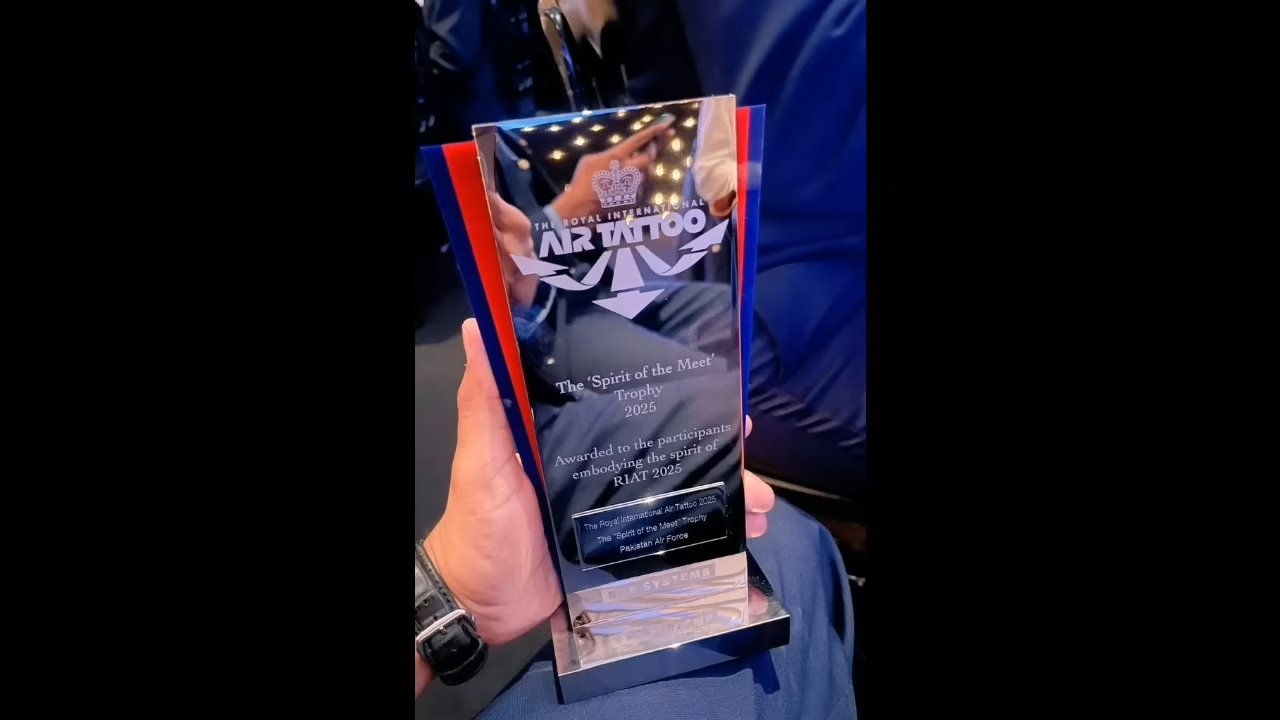 THE ROYAL INTERNATIONAL
AIR TATTOO
The ‘Spirit of the Meet’
Trophy
2025
Awarded to the participants
embodying the spirit of
RIAT 2025
The Royal International Air Tattoo 2025
The "Spirit of the Meet" Trophy
Pakistan Air Force
SYSTEMS